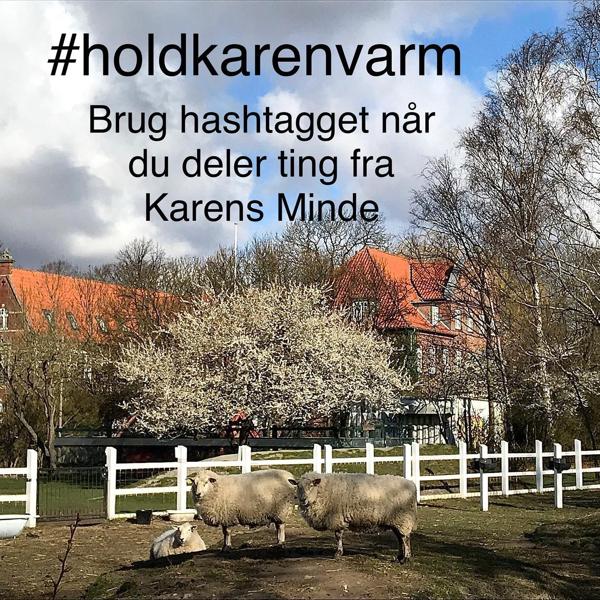 #holdkarenvarm
Brug hashtagget når
du deler ting fra
Karens Minde